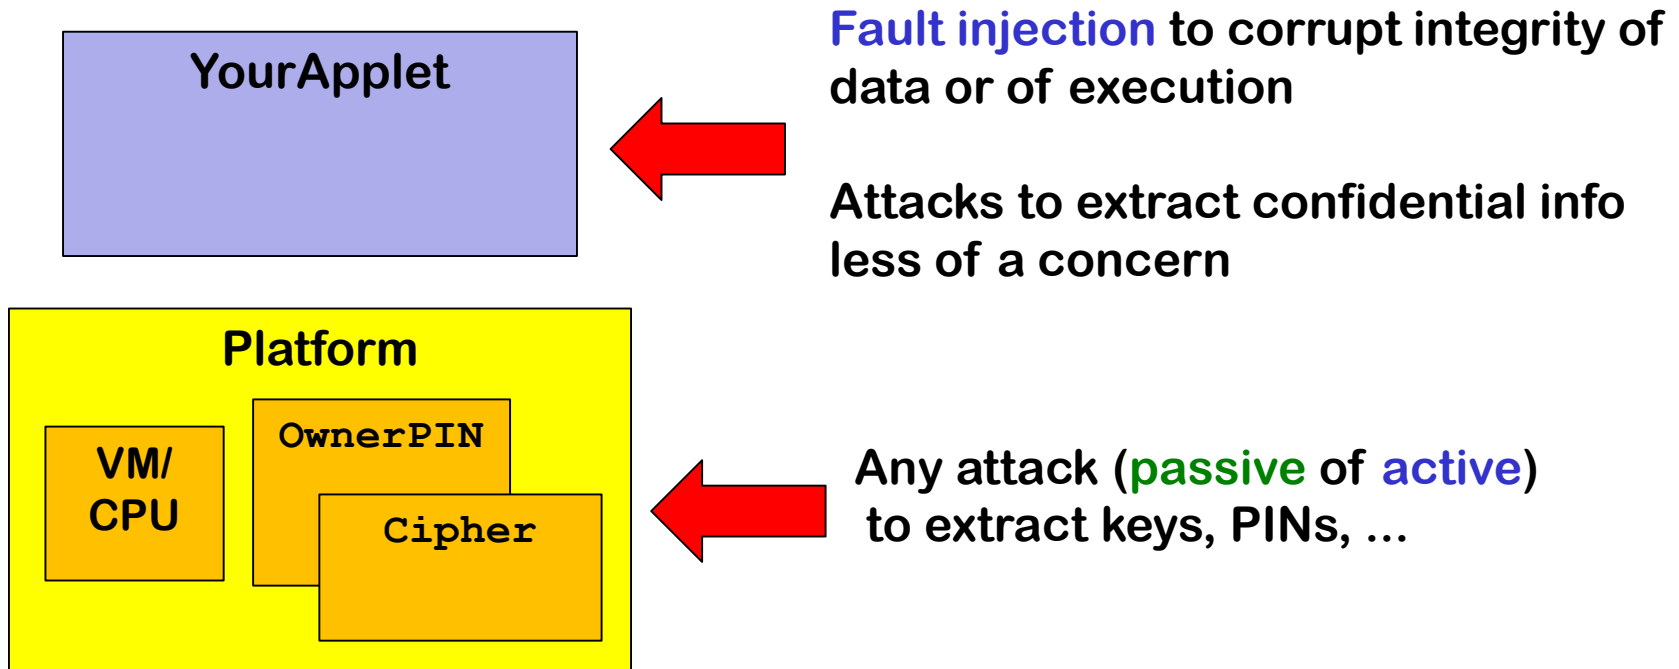 YourApplet
Fault injection to corrupt integrity of
data or of execution
Attacks to extract confidential info
less of a concern
Platform
VM/
CPU
OwnerPIN
Cipher
Any attack (passive of active)
to extract keys, PINs, ...